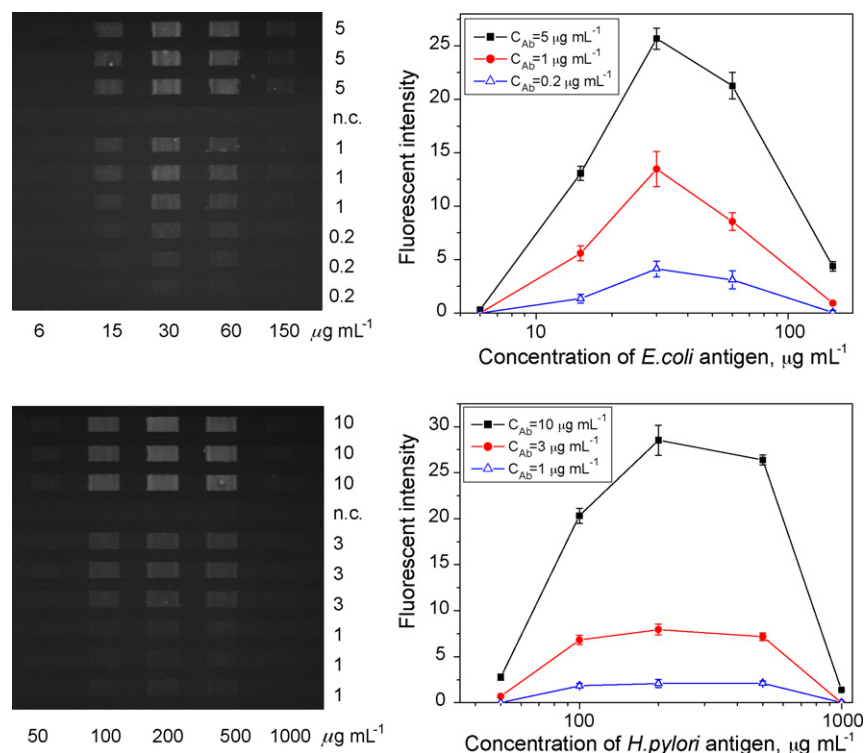 5
5
5
n.c.
1
1
1
0.2
0.2
0.2
6 15 30 60 150 μg mL⁻¹
Fluorescent intensity
25
20
15
10
5
0
C_Ab=5 μg mL⁻¹
C_Ab=1 μg mL⁻¹
C_Ab=0.2 μg mL⁻¹
10 100
Concentration of E.coli antigen, μg mL⁻¹
10
10
10
n.c.
3
3
3
1
1
1
50 100 200 500 1000 μg mL⁻¹
Fluorescent intensity
30
25
20
15
10
5
0
C_Ab=10 μg mL⁻¹
C_Ab=3 μg mL⁻¹
C_Ab=1 μg mL⁻¹
100 1000
Concentration of H.pylori antigen, μg mL⁻¹